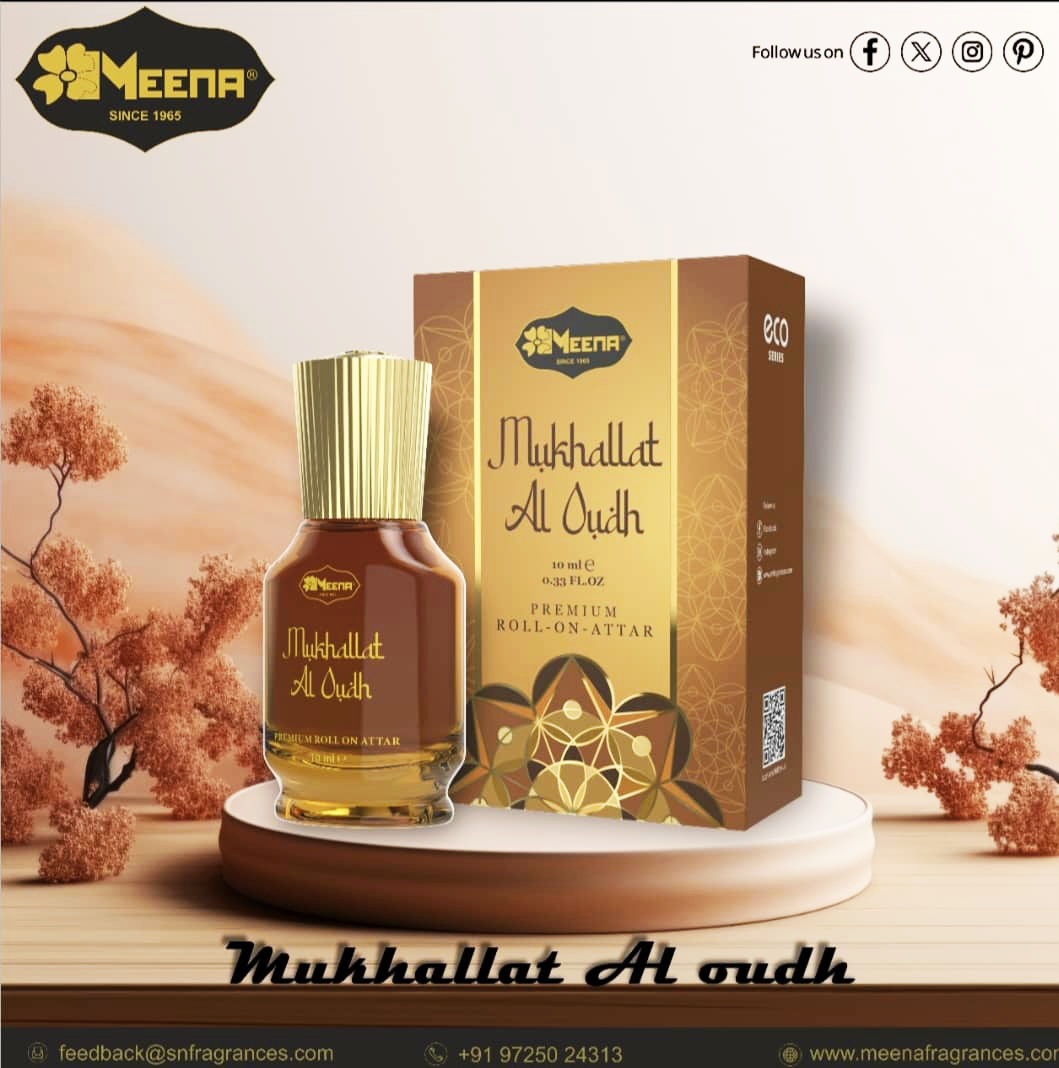 MEENA®
SINCE 1965
Follow us on
MEENA®
SINCE 1965
Mukhallat
Al Oudh
10 ml e
0.33 FL.OZ
PREMIUM
ROLL-ON-ATTAR
eco
SERIES
MEENA
Mukhallat
Al Oudh
PREMIUM ROLL ON ATTAR
10 ml e
Mukhallat Al oudh
feedback@snfragrances.com
+91 97250 24313
www.meenafragrances.com